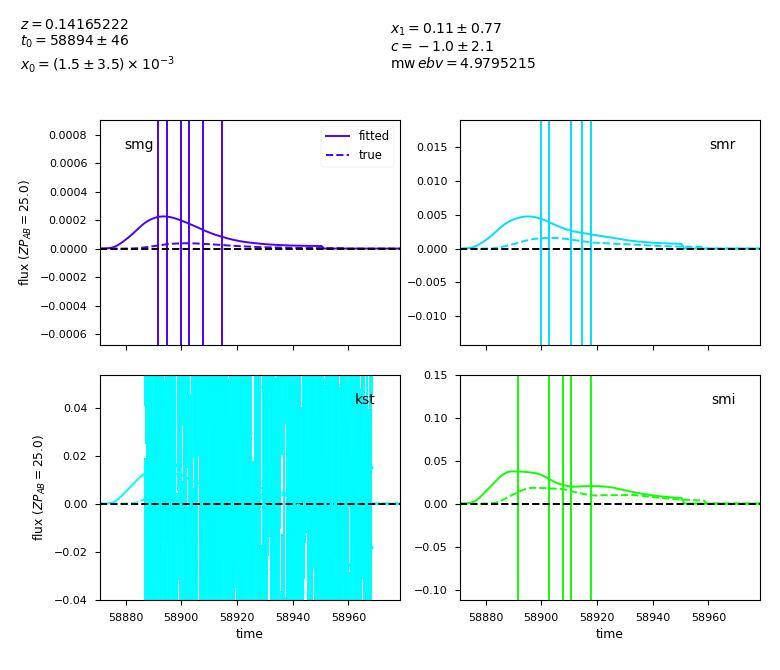 z = 0.14165222
t₀ = 58894 ± 46
x₀ = (1.5 ± 3.5) × 10⁻³
x₁ = 0.11 ± 0.77
c = −1.0 ± 2.1
mw ebv = 4.9795215
flux (ZP_AB = 25.0)
0.0008
0.0006
0.0004
0.0002
0.0000
−0.0002
−0.0004
−0.0006
smg
fitted
true
0.015
0.010
0.005
0.000
−0.005
−0.010
smr
flux (ZP_AB = 25.0)
0.04
0.02
0.00
−0.02
−0.04
kst
58880 58900 58920 58940 58960
time
0.15
0.10
0.05
0.00
−0.05
−0.10
smi
58880 58900 58920 58940 58960
time